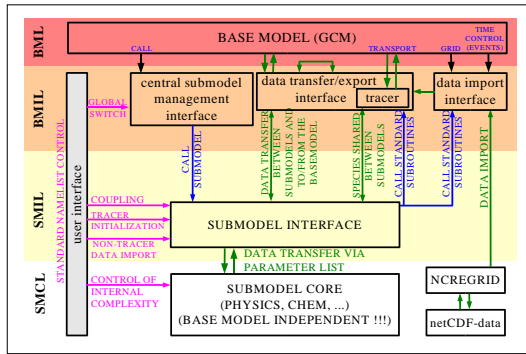 BML
BMIL
SMIL
SMCL
BASE MODEL (GCM)
CALL
TRANSPORT
GRID
TIME
CONTROL
(EVENTS)
central submodel
management
interface
data transfer/export
interface
tracer
data import
interface
STANDARD NAMELIST CONTROL
user interface
GLOBAL
SWITCH
CALL
SUBMODEL
DATA TRANSFER
BETWEEN
SUBMODELS AND
TO/FROM THE
BASEMODEL
SPECIES SHARED
BETWEEN
SUBMODELS
CALL STANDARD
SUBROUTINES
CALL STANDARD
SUBROUTINES
DATA IMPORT
COUPLING
TRACER
INITIALIZATION
NON-TRACER
DATA IMPORT
SUBMODEL INTERFACE
DATA TRANSFER VIA
PARAMETER LIST
CONTROL OF
INTERNAL
COMPLEXITY
SUBMODEL CORE
(PHYSICS, CHEM, ...)
(BASE MODEL INDEPENDENT !!!)
NCREGRID
netCDF-data